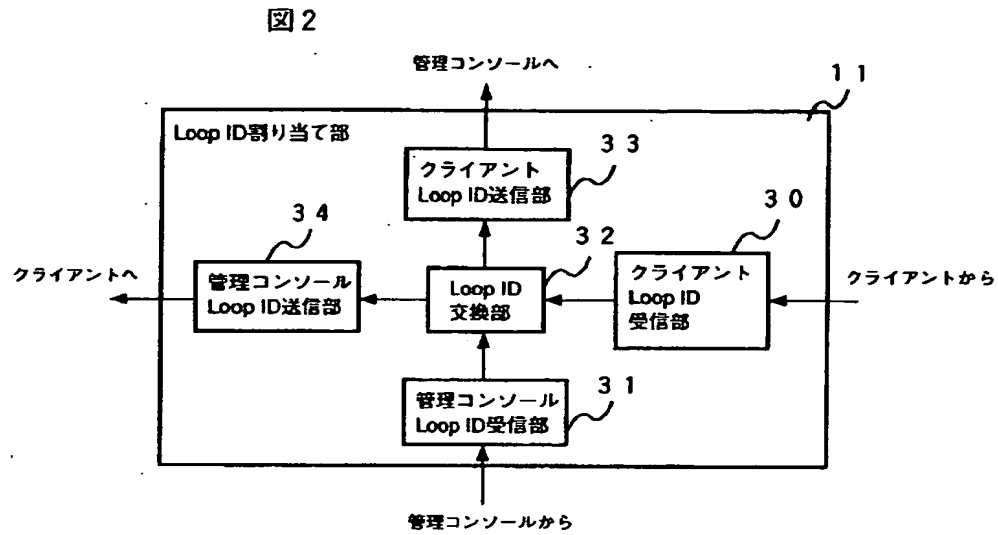 図2
管理コンソールへ
11
Loop ID割り当て部
33
クライアント
Loop ID送信部
34
32
30
クライアントへ
管理コンソール
Loop ID送信部
Loop ID
交換部
クライアント
Loop ID
受信部
クライアントから
31
管理コンソール
Loop ID受信部
管理コンソールから